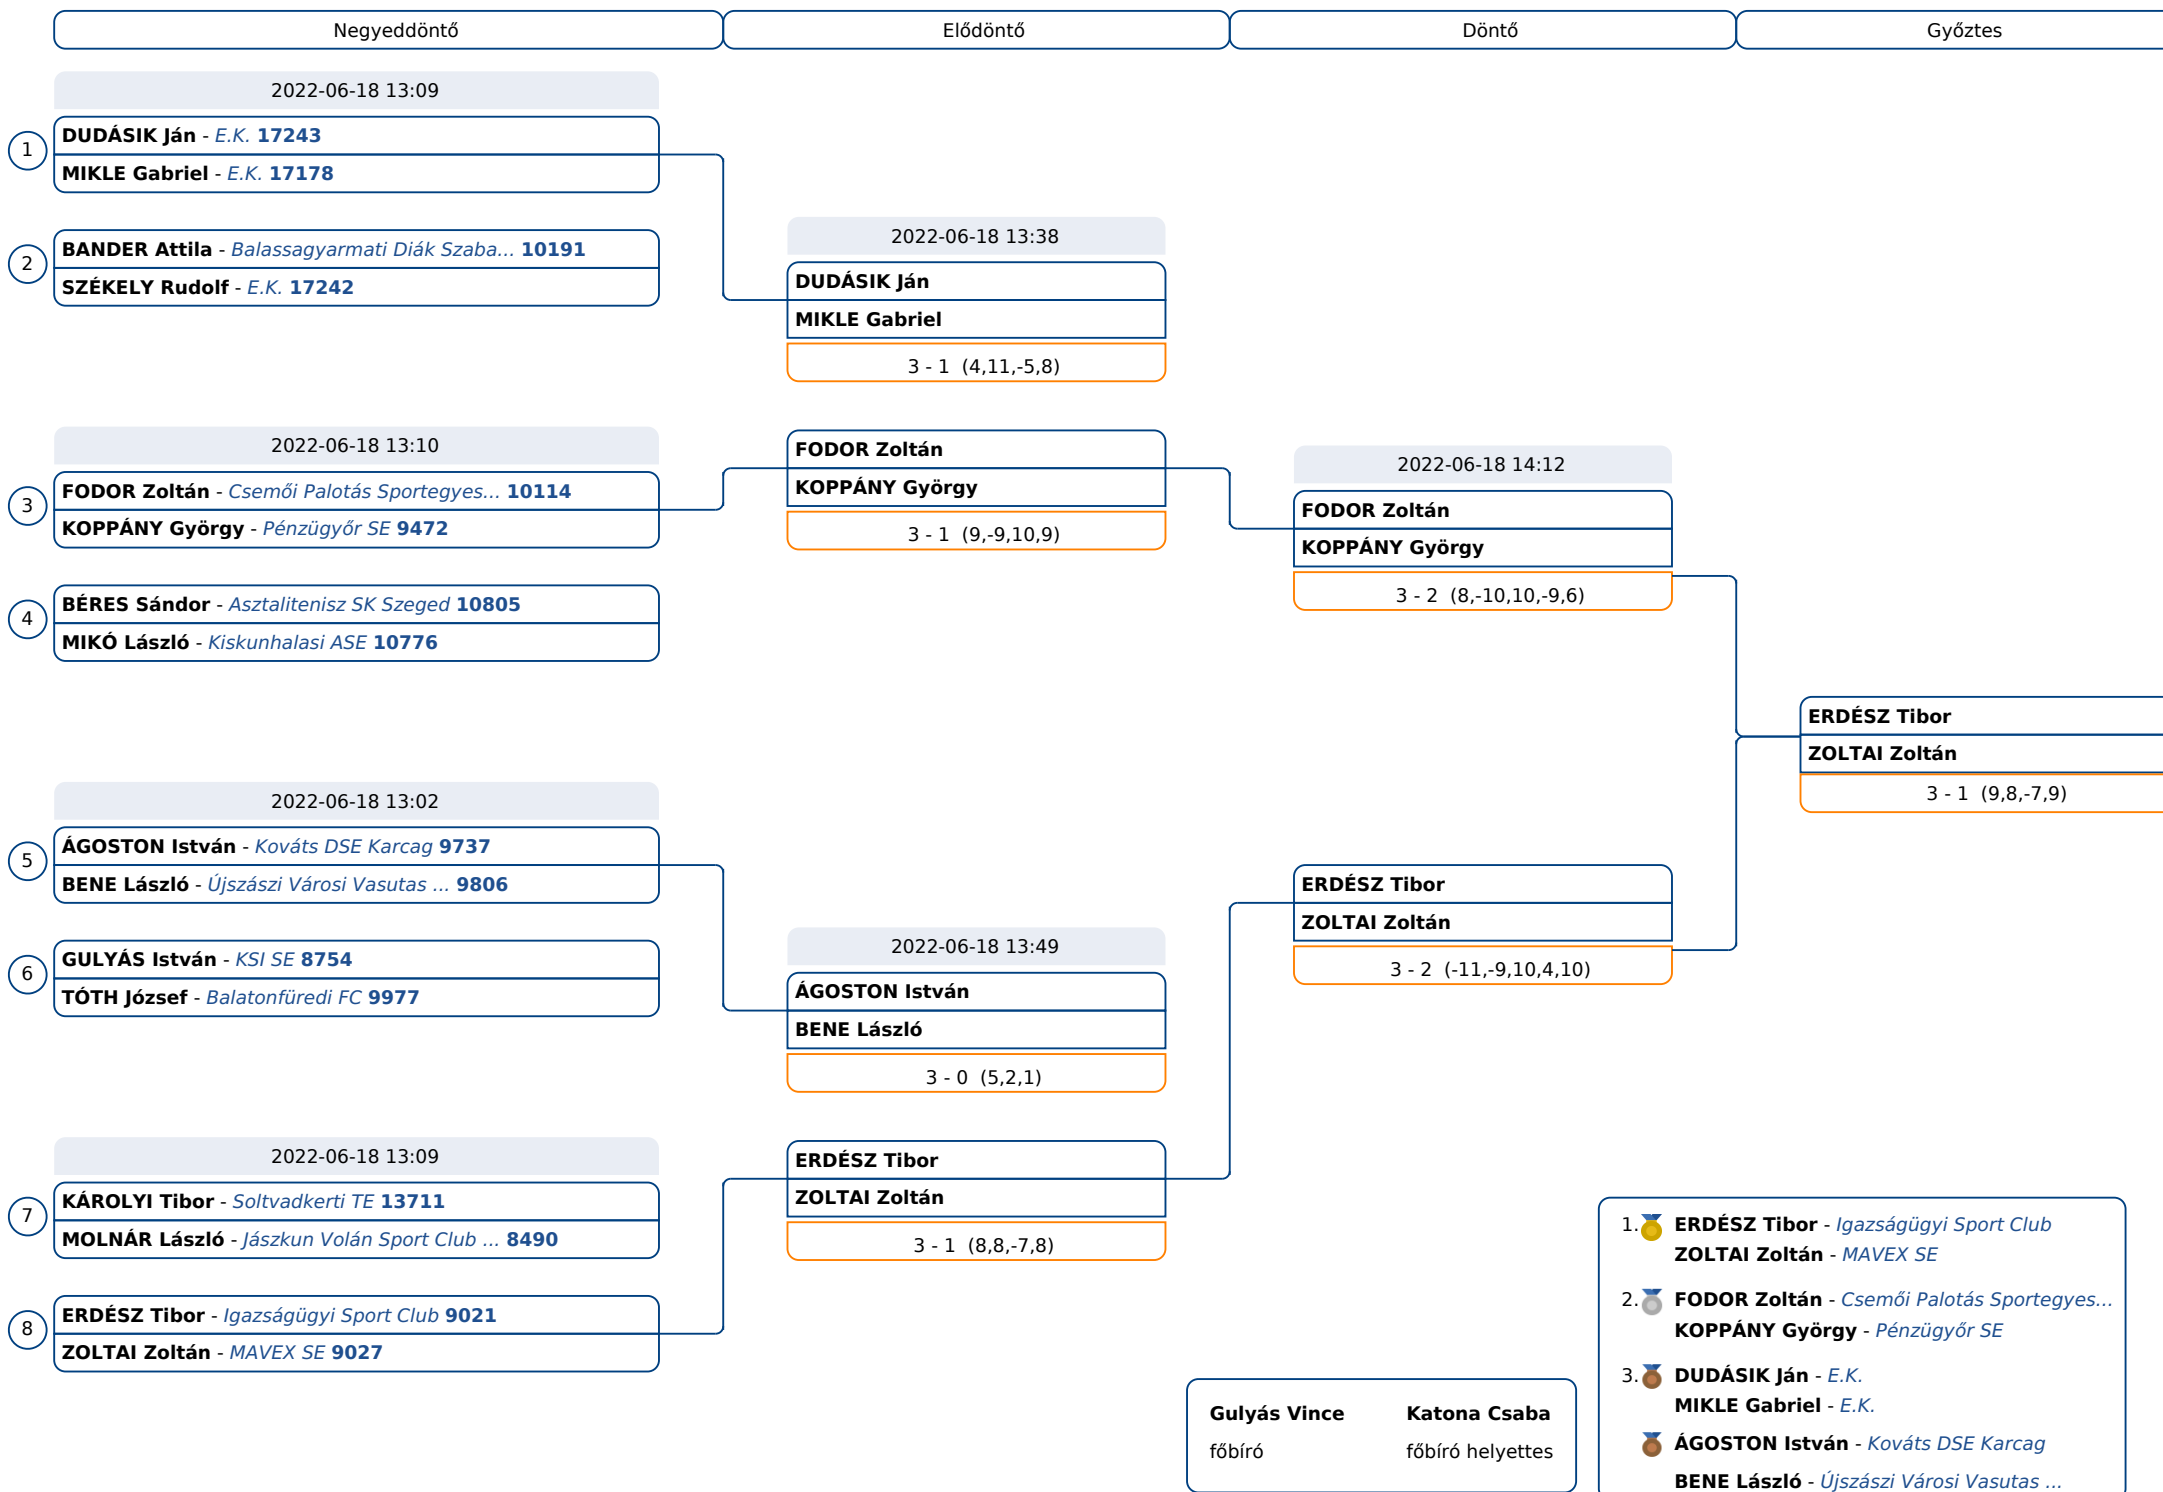 Negyeddöntő
Elődöntő
Döntő
Győztes
2022-06-18 13:09
1
DUDÁSIK Ján - E.K. 17243
MIKLE Gabriel - E.K. 17178
2
BANDER Attila - Balassagyarmati Diák Szaba... 10191
SZÉKELY Rudolf - E.K. 17242
2022-06-18 13:38
DUDÁSIK Ján
MIKLE Gabriel
3 - 1 (4,11,-5,8)
2022-06-18 13:10
3
FODOR Zoltán - Csemői Palotás Sportegyes... 10114
KOPPÁNY György - Pénzügyőr SE 9472
FODOR Zoltán
KOPPÁNY György
3 - 1 (9,-9,10,9)
2022-06-18 14:12
FODOR Zoltán
KOPPÁNY György
3 - 2 (8,-10,10,-9,6)
4
BÉRES Sándor - Asztalitenisz SK Szeged 10805
MIKÓ László - Kiskunhalasi ASE 10776
ERDÉSZ Tibor
ZOLTAI Zoltán
3 - 1 (9,8,-7,9)
2022-06-18 13:02
5
ÁGOSTON István - Kováts DSE Karcag 9737
BENE László - Újszászi Városi Vasutas ... 9806
ERDÉSZ Tibor
ZOLTAI Zoltán
3 - 2 (-11,-9,10,4,10)
6
GULYÁS István - KSI SE 8754
TÓTH József - Balatonfüredi FC 9977
2022-06-18 13:49
ÁGOSTON István
BENE László
3 - 0 (5,2,1)
2022-06-18 13:09
7
KÁROLYI Tibor - Soltvadkerti TE 13711
MOLNÁR László - Jászkun Volán Sport Club ... 8490
ERDÉSZ Tibor
ZOLTAI Zoltán
3 - 1 (8,8,-7,8)
8
ERDÉSZ Tibor - Igazságügyi Sport Club 9021
ZOLTAI Zoltán - MAVEX SE 9027
Gulyás Vince
főbíró
Katona Csaba
főbíró helyettes
1. ERDÉSZ Tibor - Igazságügyi Sport Club
ZOLTAI Zoltán - MAVEX SE
2. FODOR Zoltán - Csemői Palotás Sportegyes...
KOPPÁNY György - Pénzügyőr SE
3. DUDÁSIK Ján - E.K.
MIKLE Gabriel - E.K.
ÁGOSTON István - Kováts DSE Karcag
BENE László - Újszászi Városi Vasutas ...